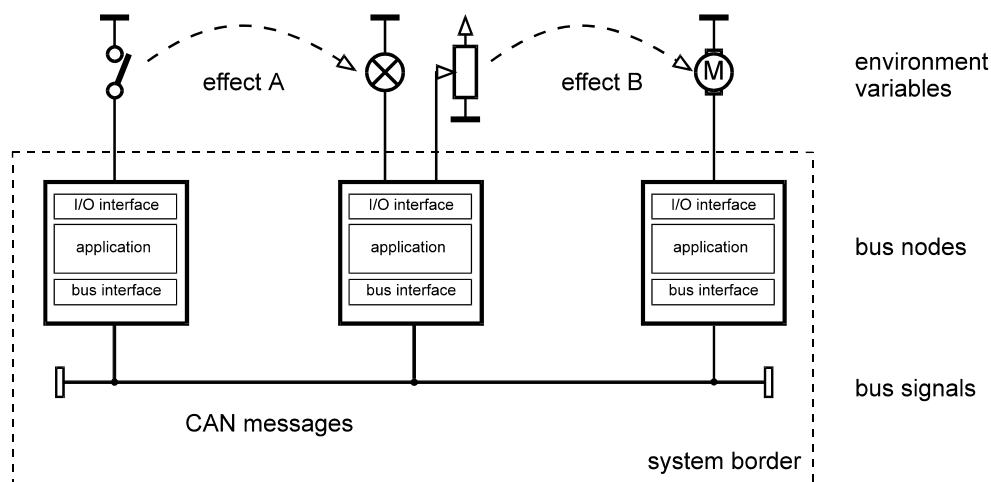 effect A
effect B
M
environment
variables
I/O interface
application
bus interface
I/O interface
application
bus interface
I/O interface
application
bus interface
bus nodes
bus signals
CAN messages
system border